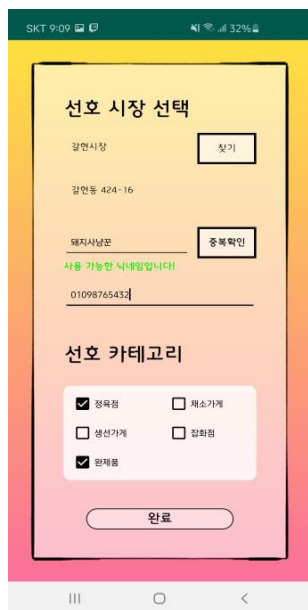 SKT 9:09 32%
선호 시장 선택
갈현시장 찾기
갈현동 424-16
돼지사냥꾼 중복확인
사용 가능한 닉네임입니다!
01098765432
선호 카테고리
정육점 채소가게
생선가게 잡화점
완제품
완료